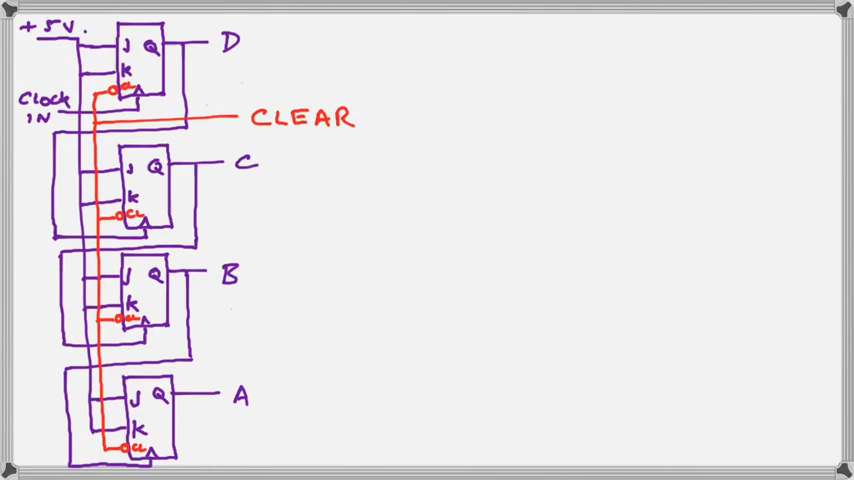 +5V.
J Q D
K
CL
Clock
IN
CLEAR
J Q C
K
CL
J Q B
K
CL
J Q A
K
CL